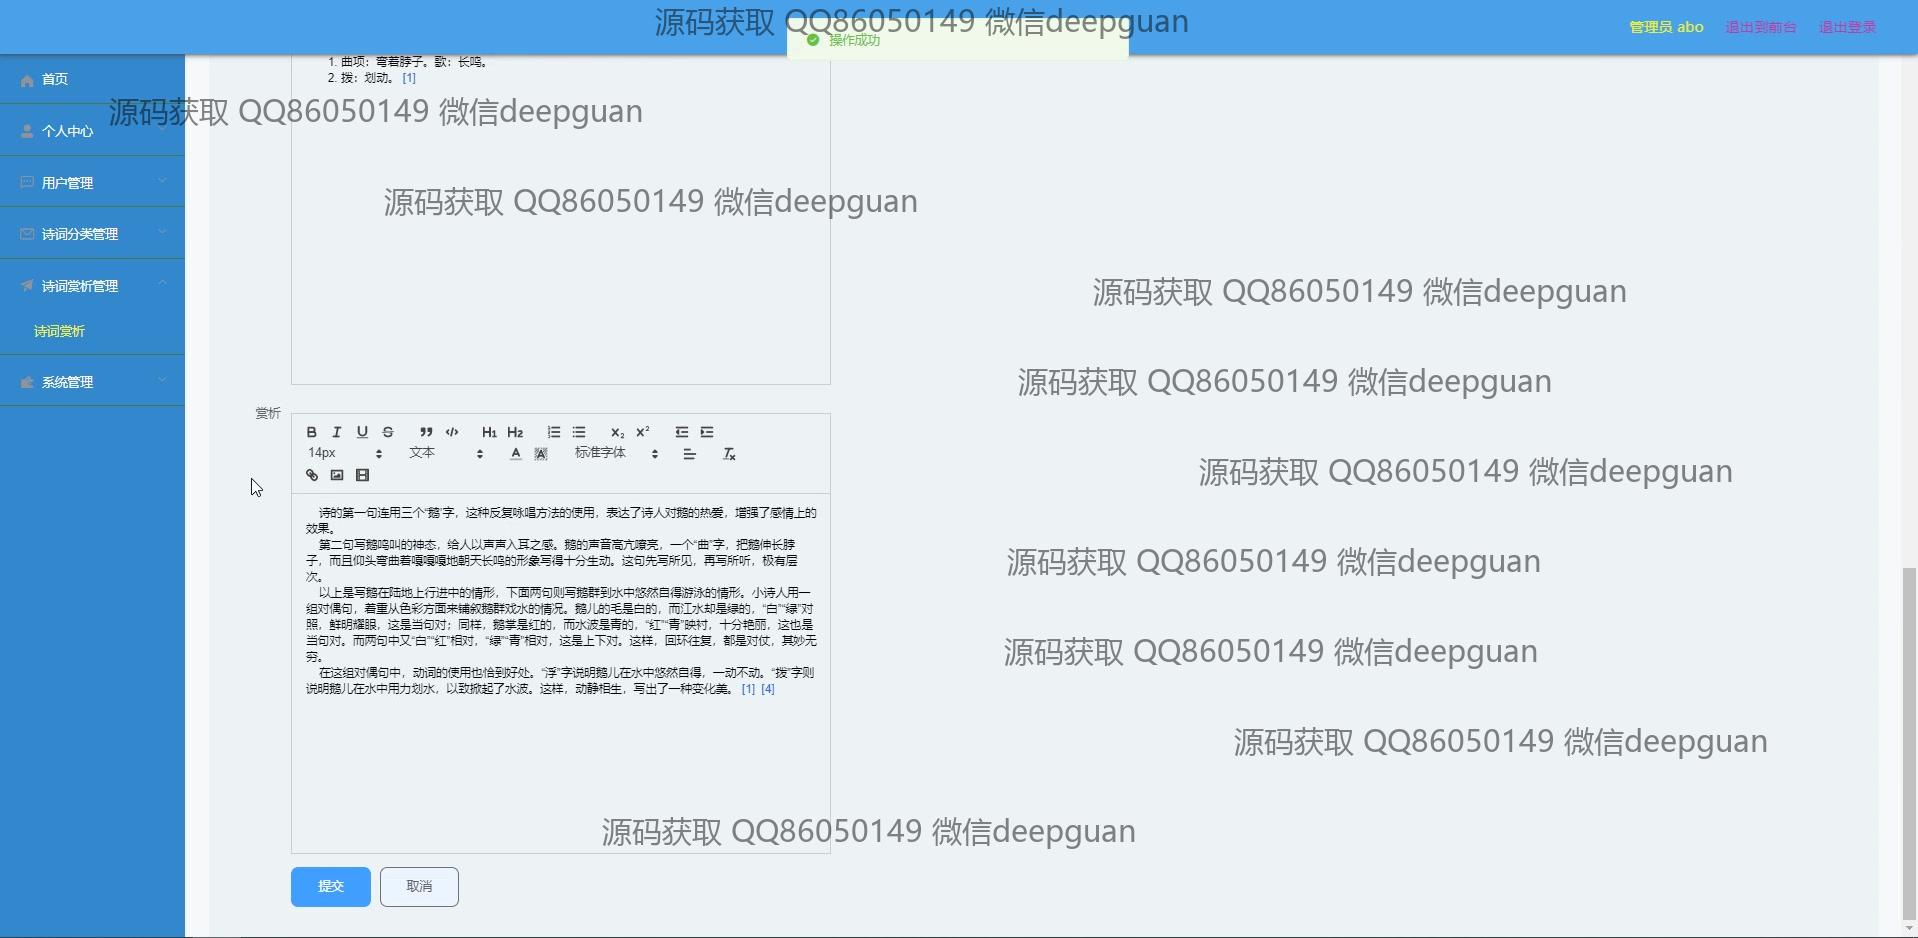 源码获取 QQ86050149 微信deepguan
操作成功
管理员 abo
退出到前台
退出登录
首页
个人中心
用户管理
诗词分类管理
诗词赏析管理
诗词赏析
系统管理
1. 曲项：弯着脖子。歌：长鸣。
2. 拨：划动。 [1]
源码获取 QQ86050149 微信deepguan
源码获取 QQ86050149 微信deepguan
源码获取 QQ86050149 微信deepguan
源码获取 QQ86050149 微信deepguan
赏析
B I U S H1 H2 X2 X2
14px 文本 A A 标准字体 Tx
源码获取 QQ86050149 微信deepguan
诗的第一句连用三个“鹅”字，这种反复咏唱方法的使用，表达了诗人对鹅的热爱，增强了感情上的
效果。
第二句写鹅鸣叫的神态，给人以声声入耳之感。鹅的声音高亢嘹亮，一个“曲”字，把鹅伸长脖
子，而且仰头弯曲着嘎嘎嘎地朝天长鸣的形象写得十分生动。这句先写所见，再写所听，极有层
次。
以上是写鹅在陆地上行进中的情形，下面两句则写鹅群到水中悠然自得游泳的情形。小诗人用一
组对偶句，着重从色彩方面来铺叙鹅群戏水的情况。鹅儿的毛是白的，而江水却是绿的，“白”“绿”对
照，鲜明耀眼，这是当句对；同样，鹅掌是红的，而水波是青的，“红”“青”映衬，十分艳丽，这也是
当句对。而两句中又“白”“红”相对，“绿”“青”相对，这是上下对。这样，回环往复，都是对仗，其妙无
穷。
在这组对偶句中，动词的使用也恰到好处。“浮”字说明鹅儿在水中悠然自得，一动不动。“拨”字则
说明鹅儿在水中用力划水，以致掀起了水波。这样，动静相生，写出了一种变化美。 [1] [4]
源码获取 QQ86050149 微信deepguan
源码获取 QQ86050149 微信deepguan
源码获取 QQ86050149 微信deepguan
源码获取 QQ86050149 微信deepguan
提交
取消